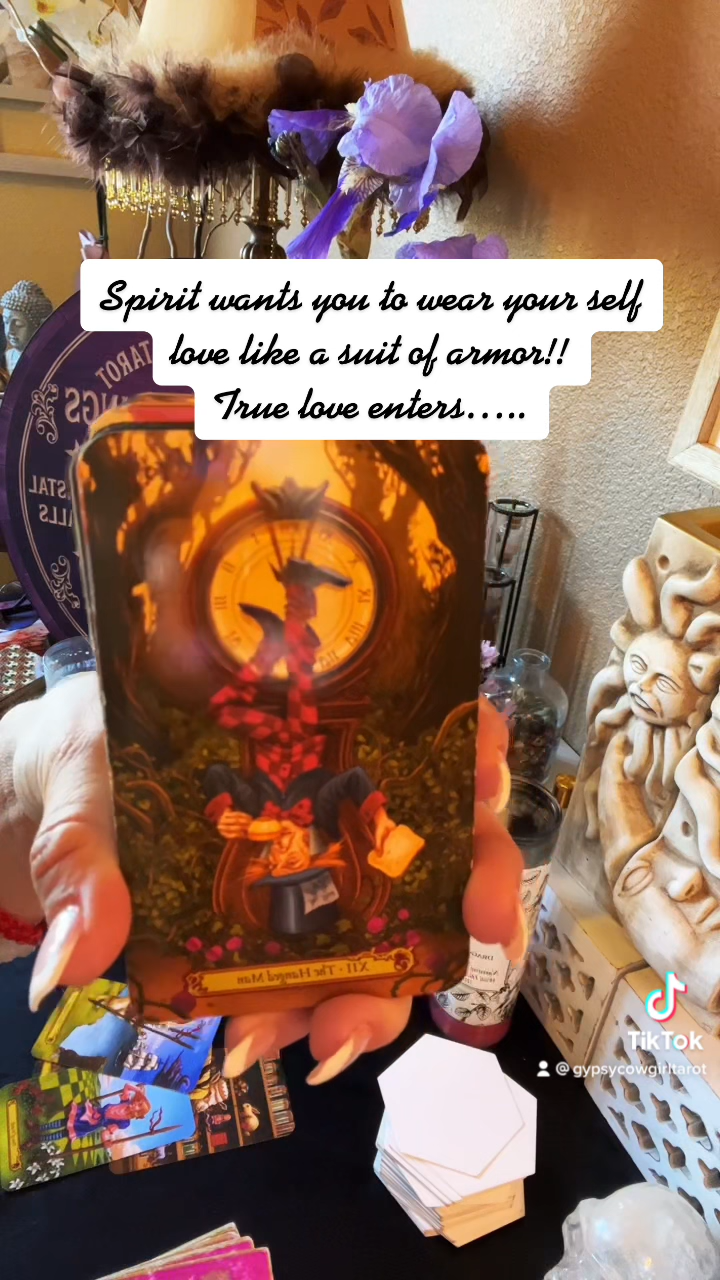 Spirit wants you to wear your self
love like a suit of armor!!
True love enters.....
TAROT
XII · The Hanged Man
TikTok
@gypsycowgirltarot